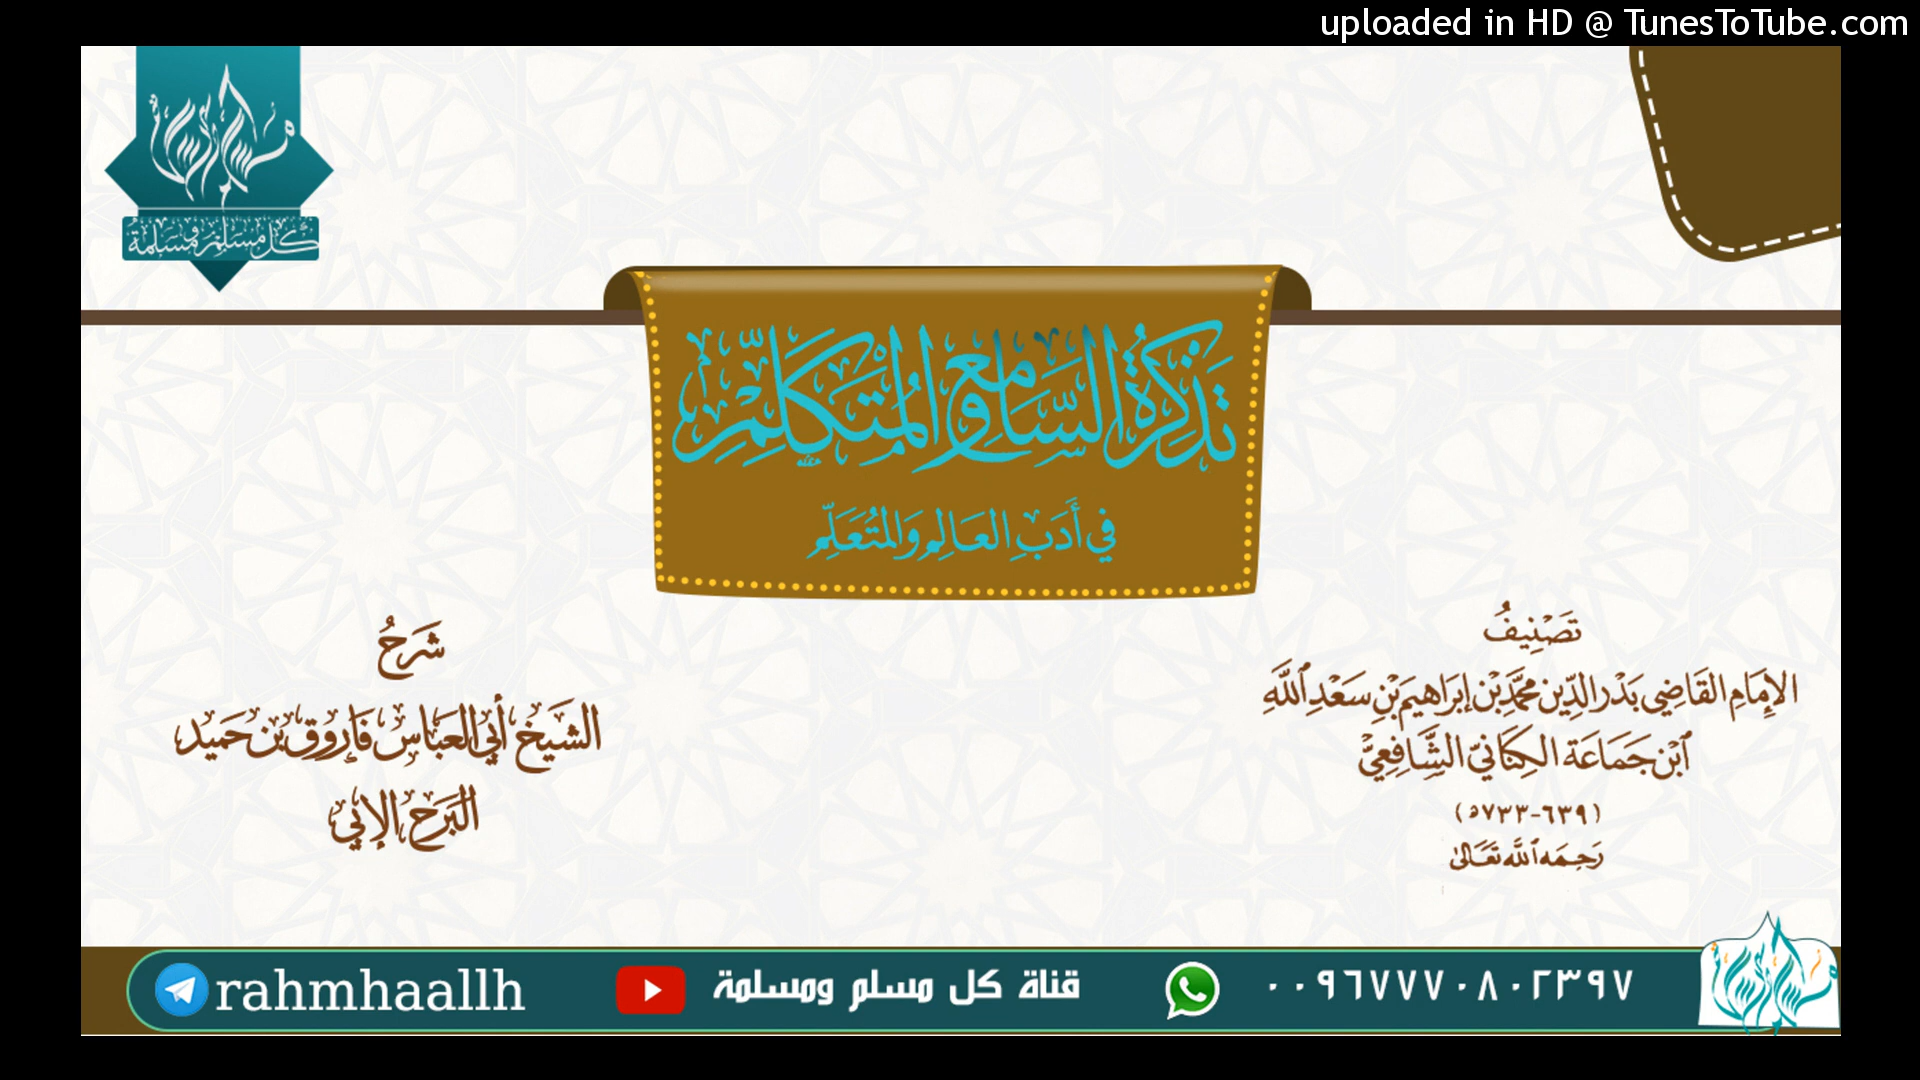 uploaded in HD @ TunesToTube.com
كل مسلم ومسلمة
تذكرة السامع والمتكلم
في أدب العالم والمتعلم
تصنيف
الإمام القاضي بدر الدين محمد بن إبراهيم بن سعد الله
ابن جماعة الكناني الشافعي
(٦٣٩-٧٣٣ه)
رحمه الله تعالى
شرح
الشيخ أبي العباس فاروق بن حميد
البرح الإبي
rahmhaallh
قناة كل مسلم ومسلمة
٠٠٩٦٧٧٧٠٨٠٢٣٩٧